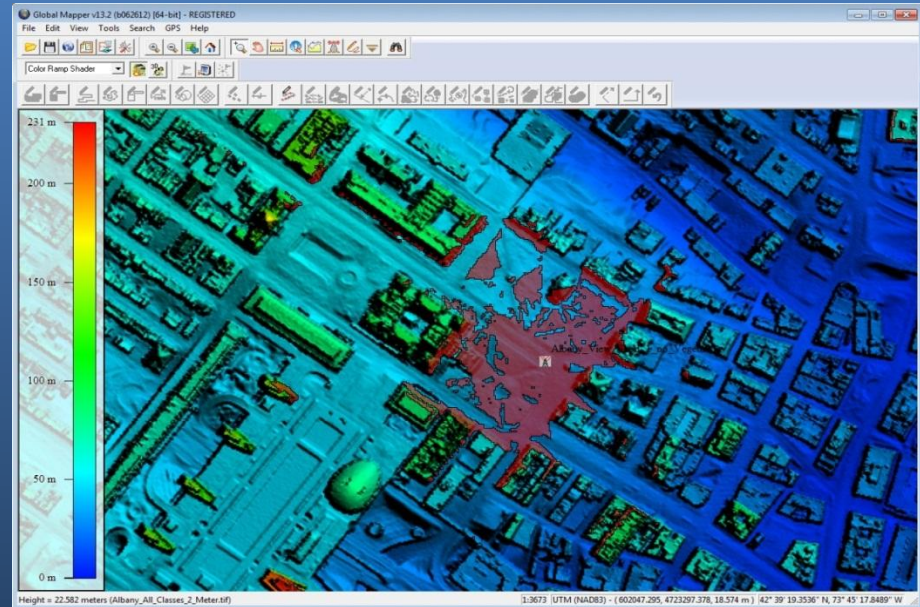 Global Mapper v13.2 (b062612) [64-bit] - REGISTERED
File Edit View Tools Search GPS Help
Color Ramp Shader
231 m
200 m
150 m
100 m
50 m
0 m
Height = 22.582 meters (Albany_All_Classes_2_Meter.tif)
1:3673 UTM (NAD83) - ( 602047.295, 4723297.378, 18.574 m ) 42° 39' 19.3536" N, 73° 45' 17.8489" W